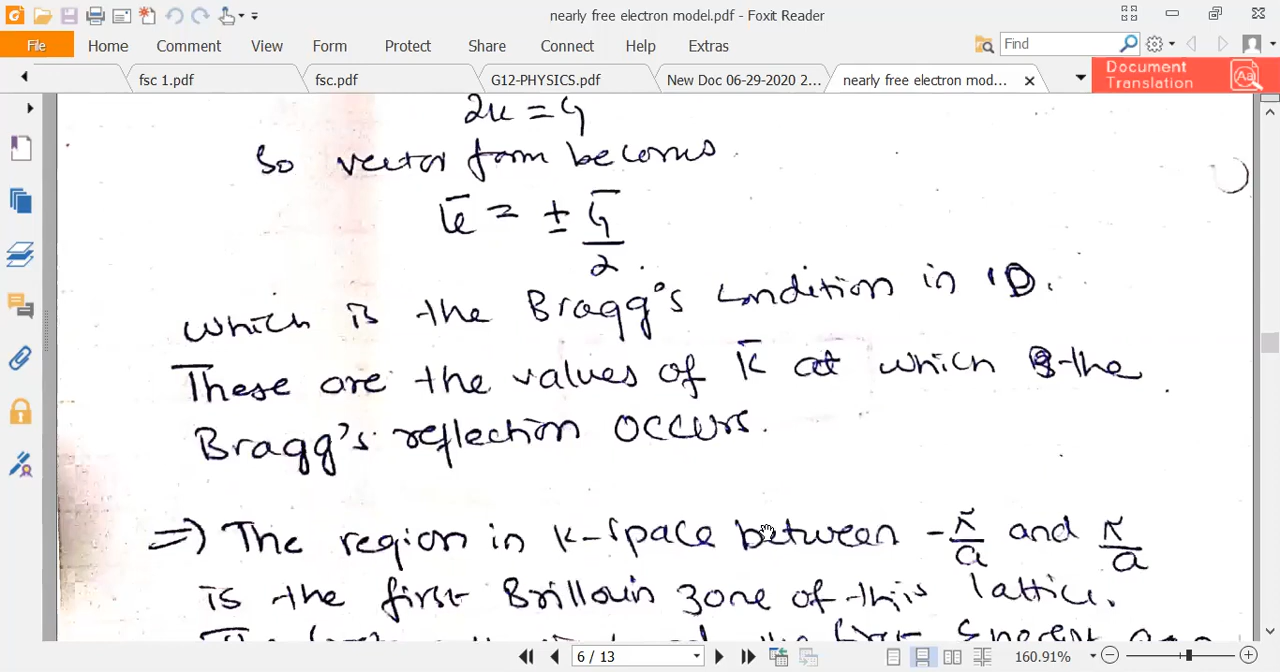 nearly free electron model.pdf - Foxit Reader
File Home Comment View Form Protect Share Connect Help Extras
Find
fsc 1.pdf fsc.pdf G12-PHYSICS.pdf New Doc 06-29-2020 2... nearly free electron mod...
Document
Translation
2k = G
So vector form becomes
k̄ = ± Ḡ/2.
which is the Bragg's condition in 1D.
These are the values of k̄ at which the
Bragg's reflection occurs.
=> The region in k-space between -π/a and π/a
is the first Brillouin zone of this lattice.
6 / 13
160.91%